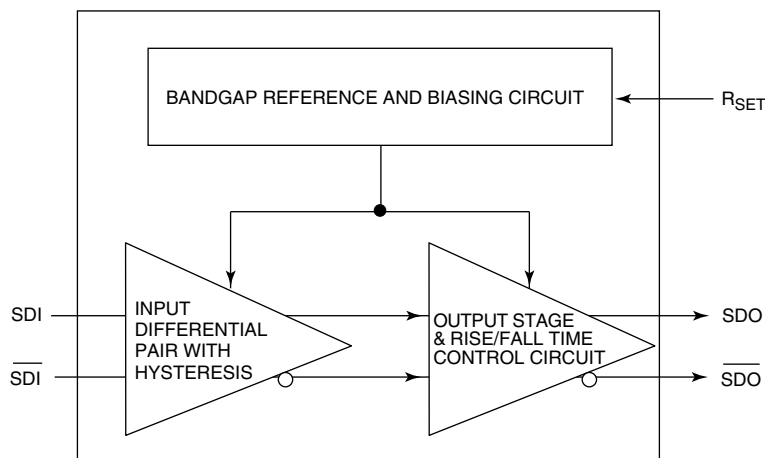 BANDGAP REFERENCE AND BIASING CIRCUIT
RSET
SDI
SDI
INPUT
DIFFERENTIAL
PAIR WITH
HYSTERESIS
OUTPUT STAGE
& RISE/FALL TIME
CONTROL CIRCUIT
SDO
SDO